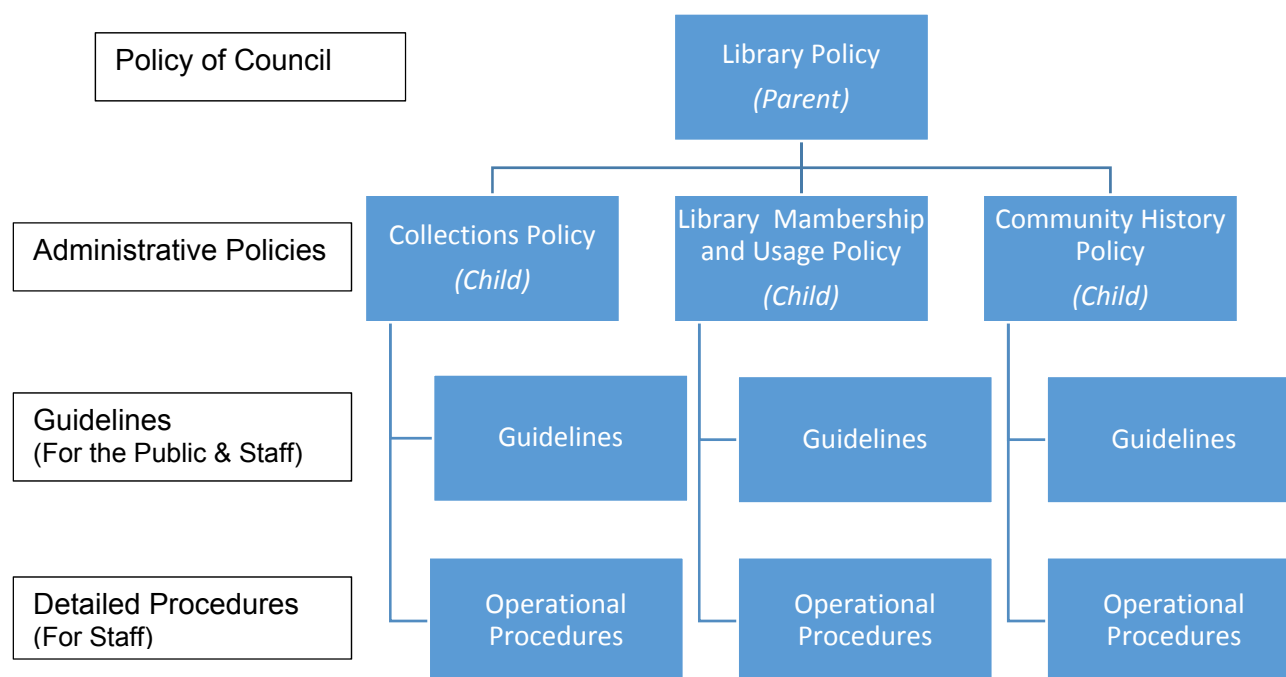 Policy of Council
Library Policy
(Parent)
Administrative Policies
Collections Policy
(Child)
Library Mambership
and Usage Policy
(Child)
Community History
Policy
(Child)
Guidelines
(For the Public & Staff)
Guidelines
Guidelines
Guidelines
Detailed Procedures
(For Staff)
Operational
Procedures
Operational
Procedures
Operational
Procedures